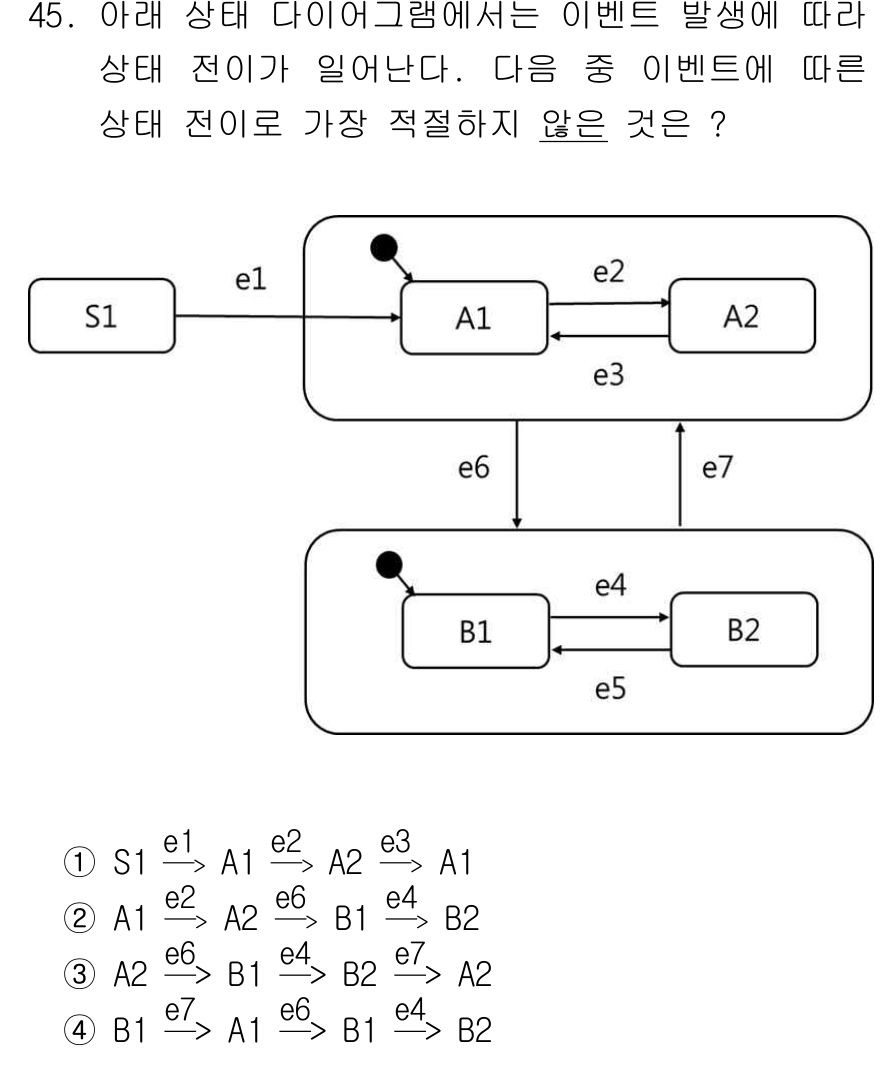 45. 아래 상태 다이어그램에서는 이벤트 발생에 따라
상태 전이가 일어난다. 다음 중 이벤트에 따른
상태 전이로 가장 적절하지 않은 것은 ?
e1
e2
S1
A1
A2
e3
e6
e7
e4
B1
B2
e5
① S1 e1→ A1 e2→ A2 e3→ A1
② A1 e2→ A2 e6→ B1 e4→ B2
③ A2 e6→ B1 e4→ B2 e7→ A2
④ B1 e7→ A1 e6→ B1 e4→ B2